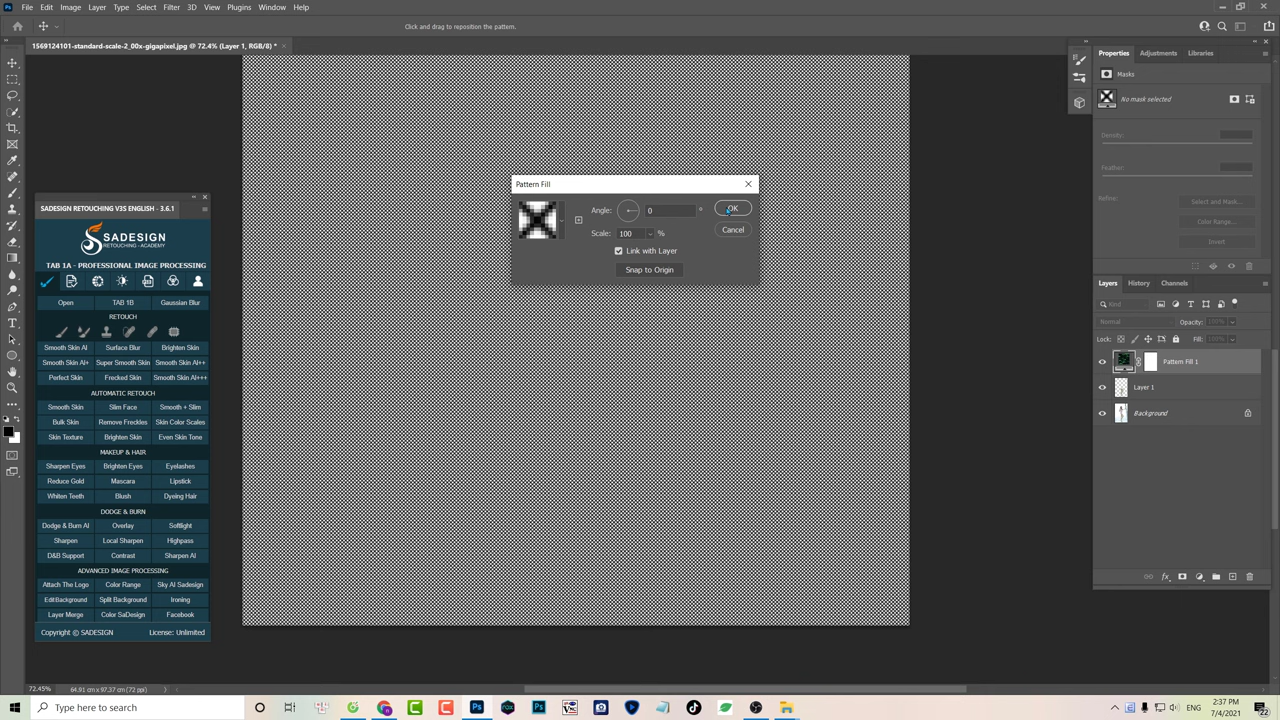 Ps File Edit Image Layer Type Select Filter 3D View Plugins Window Help
Click and drag to reposition the pattern.
1569124101-standard-scale-2_00x-gigapixel.jpg @ 72.4% (Layer 1, RGB/8) *
Properties Adjustments Libraries
Masks
No mask selected
Density:
Feather:
Refine:
Select and Mask...
Color Range...
Invert
Pattern Fill
Angle: 0 °
OK
Scale: 100 %
Cancel
Link with Layer
Snap to Origin
SADESIGN RETOUCHING V3S ENGLISH - 3.6.1
SADESIGN
RETOUCHING - ACADEMY
TAB 1A - PROFESSIONAL IMAGE PROCESSING
Open TAB 1B Gaussian Blur
RETOUCH
Smooth Skin AI Surface Blur Brighten Skin
Smooth Skin AI+ Super Smooth Skin Smooth Skin AI++
Perfect Skin Frecked Skin Smooth Skin AI+++
AUTOMATIC RETOUCH
Smooth Skin Slim Face Smooth + Slim
Bulk Skin Remove Freckles Skin Color Scales
Skin Texture Brighten Skin Even Skin Tone
MAKEUP & HAIR
Sharpen Eyes Brighten Eyes Eyelashes
Reduce Gold Mascara Lipstick
Whiten Teeth Blush Dyeing Hair
DODGE & BURN
Dodge & Burn AI Overlay Softlight
Sharpen Local Sharpen Highpass
D&B Support Contrast Sharpen AI
ADVANCED IMAGE PROCESSING
Attach The Logo Color Range Sky AI Sadesign
Edit Background Split Background Ironing
Layer Merge Color SaDesign Facebook
Copyright © SADESIGN License: Unlimited
Layers History Channels
Kind
Normal Opacity: 100%
Lock: Fill: 100%
Pattern Fill 1
Layer 1
Background
72.45% 64.91 cm x 97.37 cm (72 ppi)
Type here to search
ENG
2:37 PM
7/4/2021
22